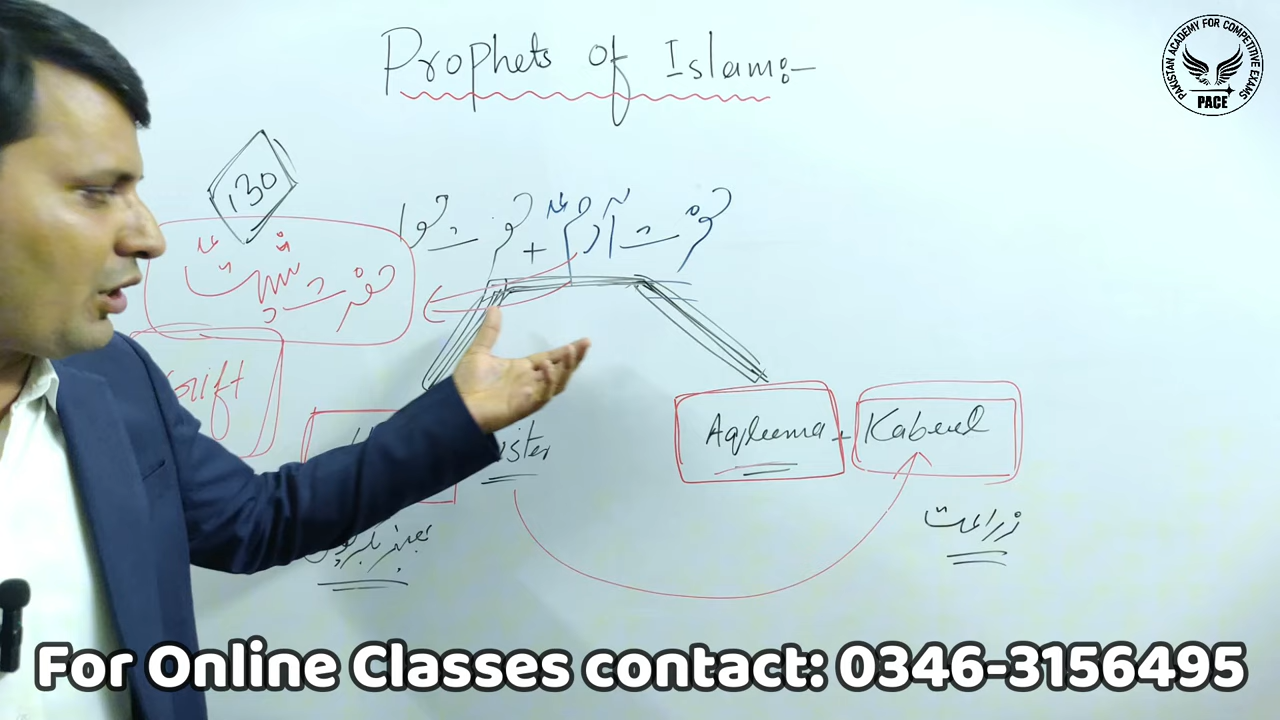 Prophets of Islam:-
PAKISTAN ACADEMY FOR COMPETITIVE EXAMS
PACE
130
حضرت آدمؑ + حضرت حوا
حضرت شیثؑ
Aqleema + Kabeel
زراعت
For Online Classes contact: 0346-3156495